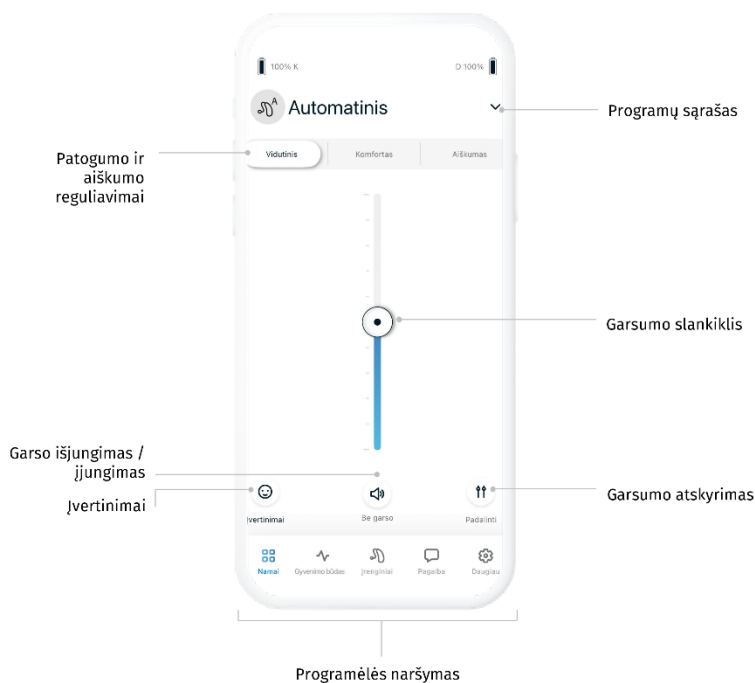 100% K
D 100%
A
Automatinis
Programų sąrašas
Vidutinis
Komfortas
Aiškumas
Patogumo ir
aiškumo
reguliavimai
Garsumo slankiklis
Garso išjungimas /
įjungimas
Įvertinimai
Įvertinimai
Be garso
Padalinti
Garsumo atskyrimas
Namai
Gyvenimo būdas
Įrenginiai
Pagalba
Daugiau
Programėlės naršymas